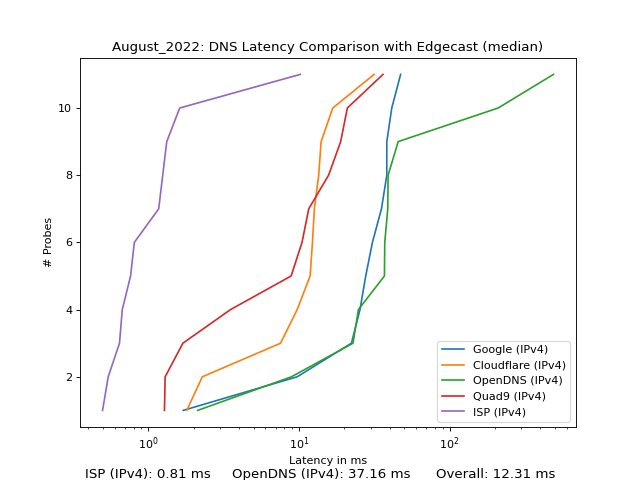 August_2022: DNS Latency Comparison with Edgecast (median)
# Probes
10
8
6
4
2
10⁰
10¹
10²
Google (IPv4)
Cloudflare (IPv4)
OpenDNS (IPv4)
Quad9 (IPv4)
ISP (IPv4)
Latency in ms
ISP (IPv4): 0.81 ms OpenDNS (IPv4): 37.16 ms Overall: 12.31 ms